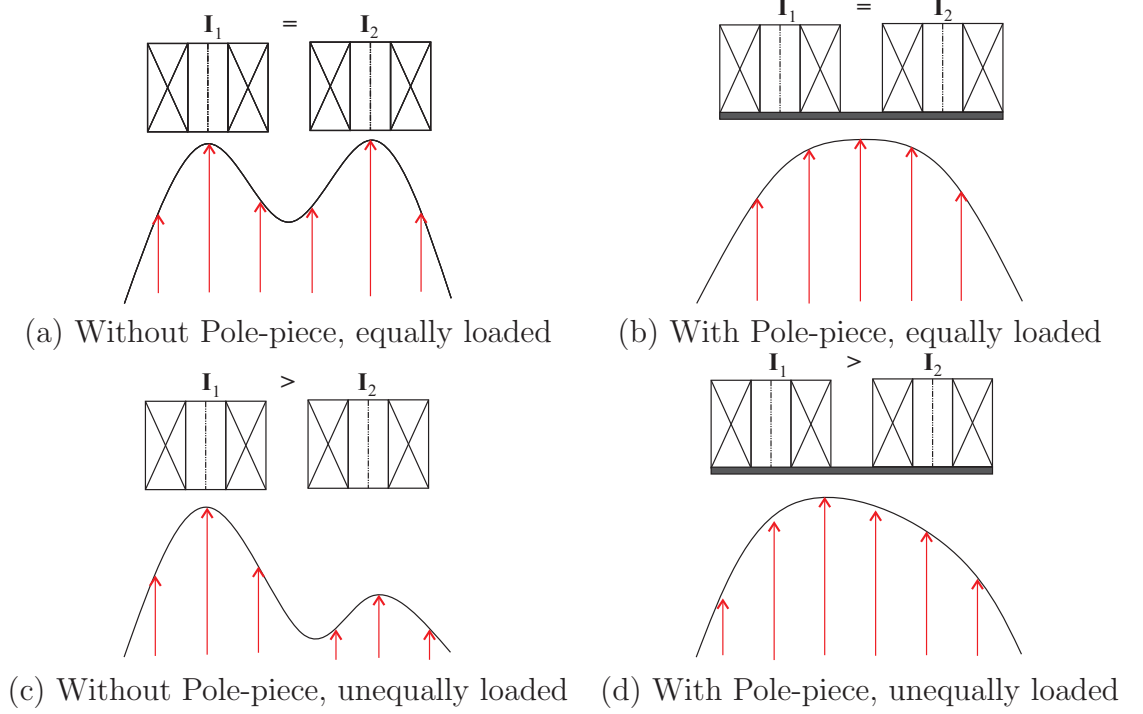 I₁ = I₂
(a) Without Pole-piece, equally loaded
I₁ = I₂
(b) With Pole-piece, equally loaded
I₁ > I₂
(c) Without Pole-piece, unequally loaded
I₁ > I₂
(d) With Pole-piece, unequally loaded